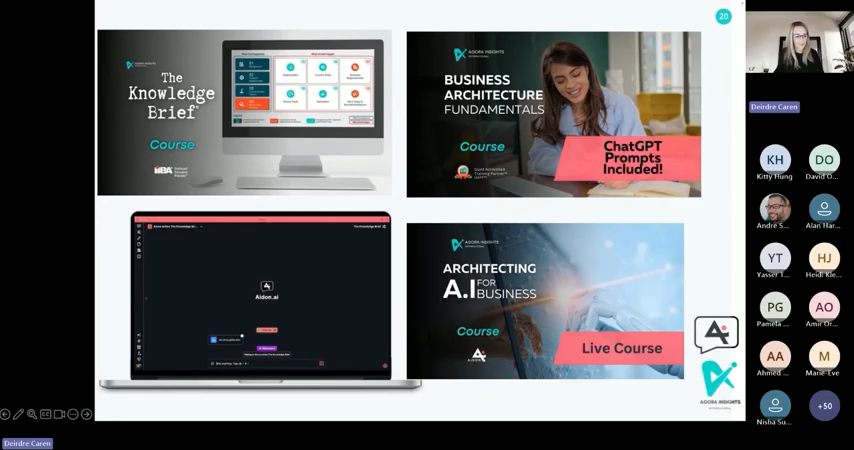 20
AGORA INSIGHTS
The
Knowledge
Brief
Course
IIBA
AGORA INSIGHTS
INTERNATIONAL
BUSINESS
ARCHITECTURE
FUNDAMENTALS
Course
ChatGPT
Prompts
Included!
Aidon.ai
AGORA INSIGHTS
INTERNATIONAL
ARCHITECTING
A.I FOR
BUSINESS
Course
Live Course
AGORA INSIGHTS
INTERNATIONAL
Deirdre Caren
KH
DO
Kitty Hung
David O...
André S...
Alan Har...
YT
HJ
Yasser T...
Heidi Kle...
PG
AO
Pamela ...
Amir Or...
AA
M
Ahmed ...
Marie-Eve
Nisha Su...
+50
Deirdre Caren